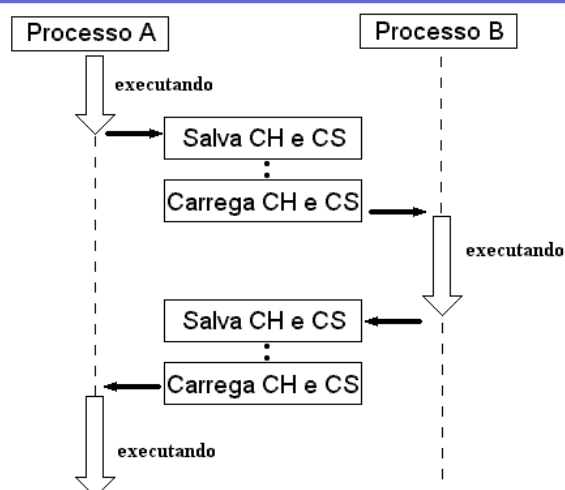 Processo A
Processo B
executando
Salva CH e CS
Carrega CH e CS
executando
Salva CH e CS
Carrega CH e CS
executando